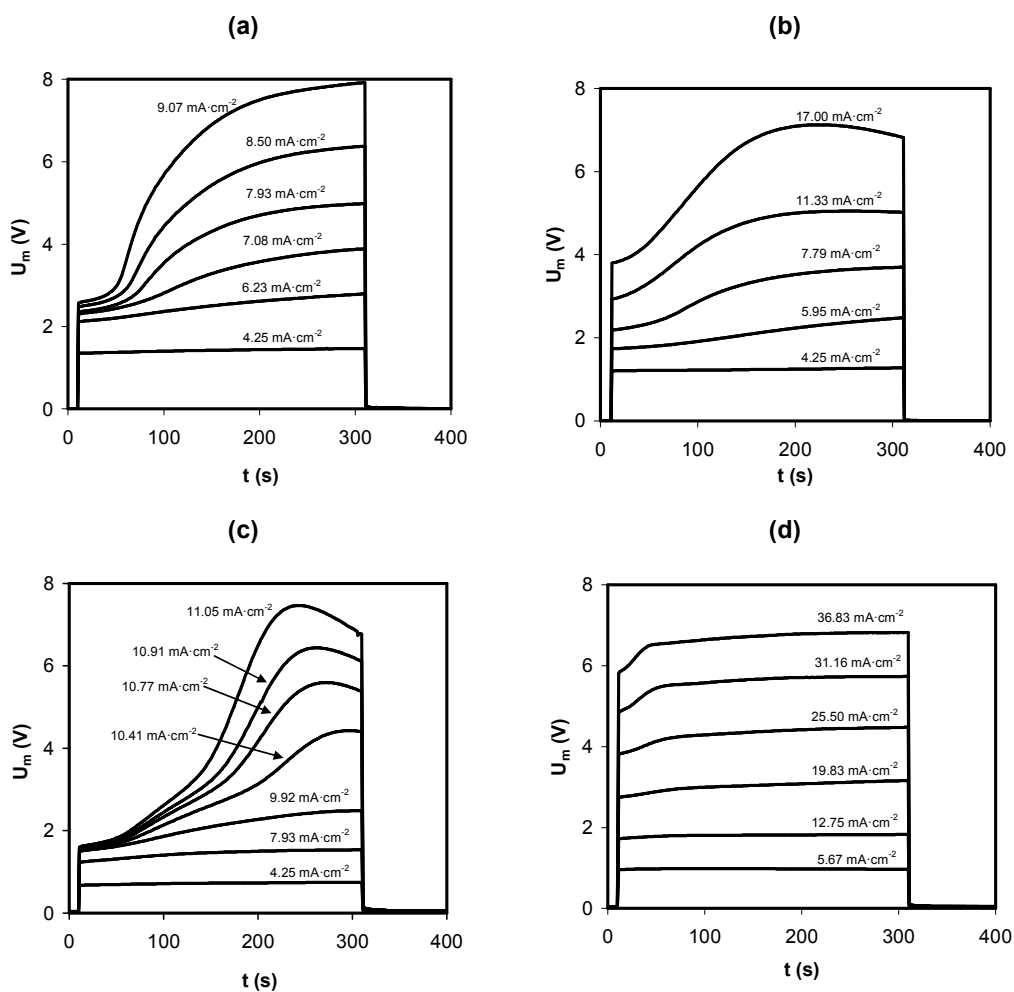 (a)
8
6
4
2
0
U_m (V)
9.07 mA·cm⁻²
8.50 mA·cm⁻²
7.93 mA·cm⁻²
7.08 mA·cm⁻²
6.23 mA·cm⁻²
4.25 mA·cm⁻²
0 100 200 300 400
t (s)
(b)
8
6
4
2
0
U_m (V)
17.00 mA·cm⁻²
11.33 mA·cm⁻²
7.79 mA·cm⁻²
5.95 mA·cm⁻²
4.25 mA·cm⁻²
0 100 200 300 400
t (s)
(c)
8
6
4
2
0
U_m (V)
11.05 mA·cm⁻²
10.91 mA·cm⁻²
10.77 mA·cm⁻²
10.41 mA·cm⁻²
9.92 mA·cm⁻²
7.93 mA·cm⁻²
4.25 mA·cm⁻²
0 100 200 300 400
t (s)
(d)
8
6
4
2
0
U_m (V)
36.83 mA·cm⁻²
31.16 mA·cm⁻²
25.50 mA·cm⁻²
19.83 mA·cm⁻²
12.75 mA·cm⁻²
5.67 mA·cm⁻²
0 100 200 300 400
t (s)